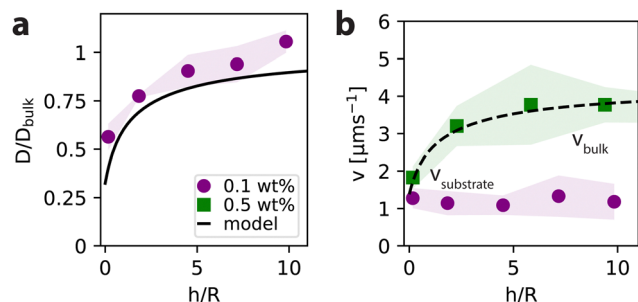 a
D/D_bulk
1
0.75
0.5
0.25
0
0
5
10
h/R
0.1 wt%
0.5 wt%
model
b
v [μms⁻¹]
6
5
4
3
2
1
0
0
5
10
h/R
v_bulk
v_substrate